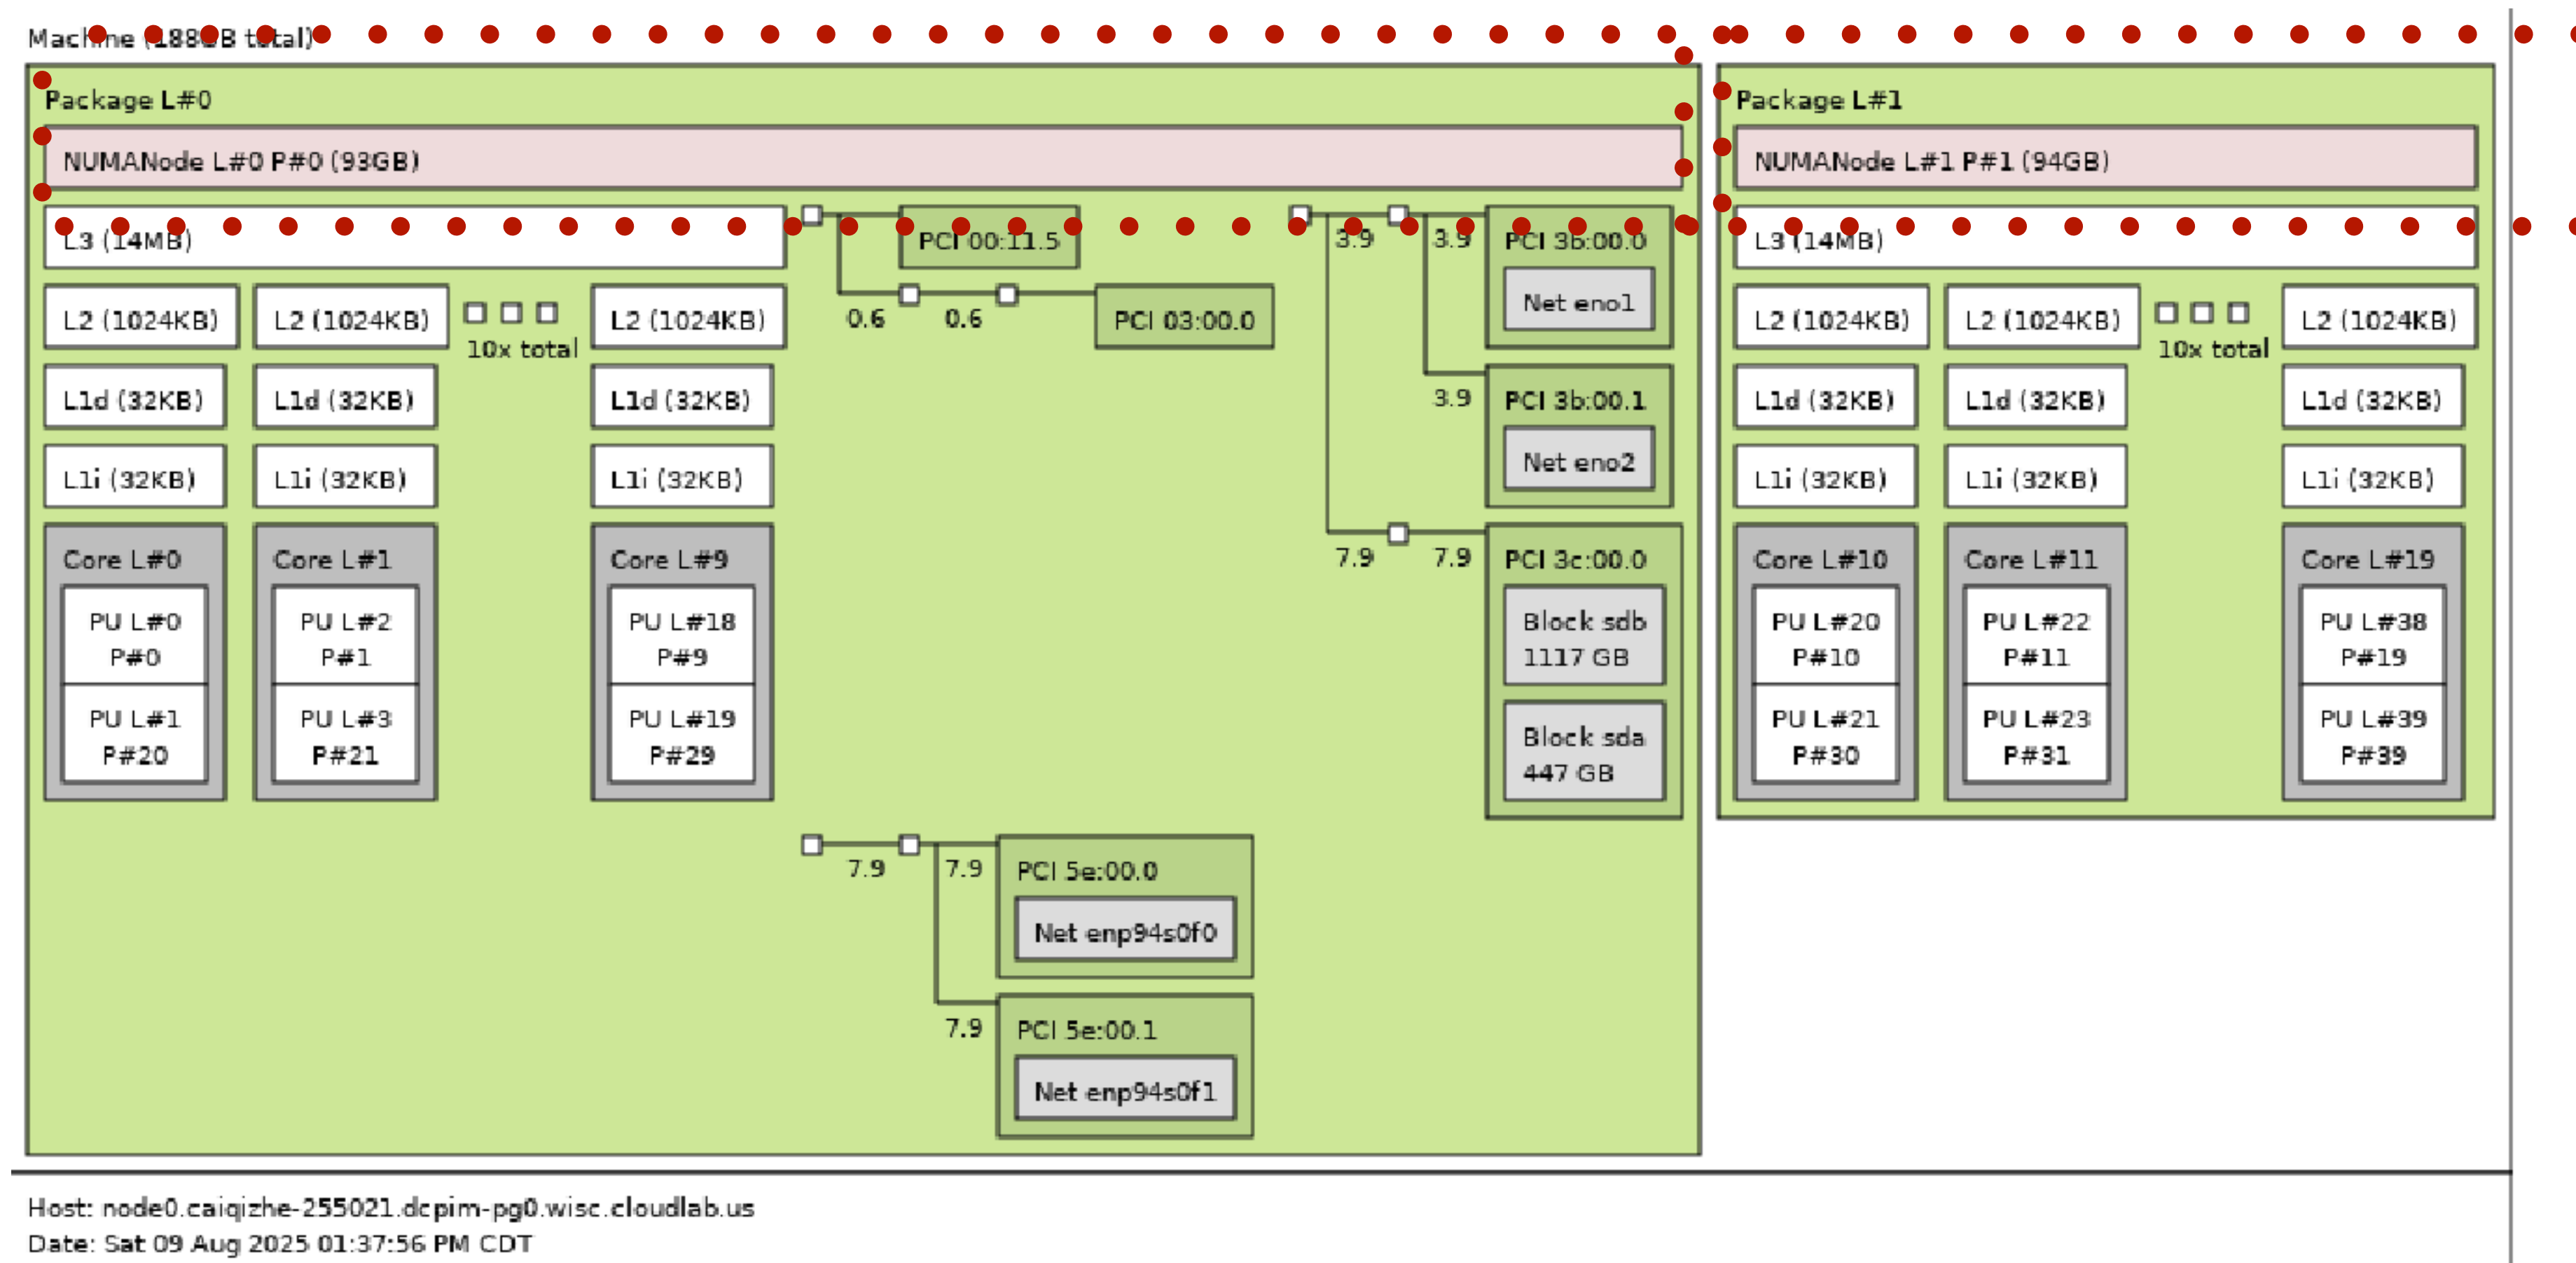 Machine (188GB total)
Package L#0
NUMANode L#0 P#0 (93GB)
L3 (14MB)
L2 (1024KB) L2 (1024KB) 10x total L2 (1024KB)
L1d (32KB) L1d (32KB) L1d (32KB)
L1i (32KB) L1i (32KB) L1i (32KB)
Core L#0 Core L#1 Core L#9
PU L#0 PU L#2 PU L#18
P#0 P#1 P#9
PU L#1 PU L#3 PU L#19
P#20 P#21 P#29
PCI 00:11.5
0.6 0.6 PCI 03:00.0
3.9 3.9 PCI 3b:00.0
Net eno1
3.9 PCI 3b:00.1
Net eno2
7.9 7.9 PCI 3c:00.0
Block sdb
1117 GB
Block sda
447 GB
7.9 7.9 PCI 5e:00.0
Net enp94s0f0
7.9 PCI 5e:00.1
Net enp94s0f1
Package L#1
NUMANode L#1 P#1 (94GB)
L3 (14MB)
L2 (1024KB) L2 (1024KB) 10x total L2 (1024KB)
L1d (32KB) L1d (32KB) L1d (32KB)
L1i (32KB) L1i (32KB) L1i (32KB)
Core L#10 Core L#11 Core L#19
PU L#20 PU L#22 PU L#38
P#10 P#11 P#19
PU L#21 PU L#23 PU L#39
P#30 P#31 P#39
Host: node0.caiqizhe-255021.dcpim-pg0.wisc.cloudlab.us
Date: Sat 09 Aug 2025 01:37:56 PM CDT